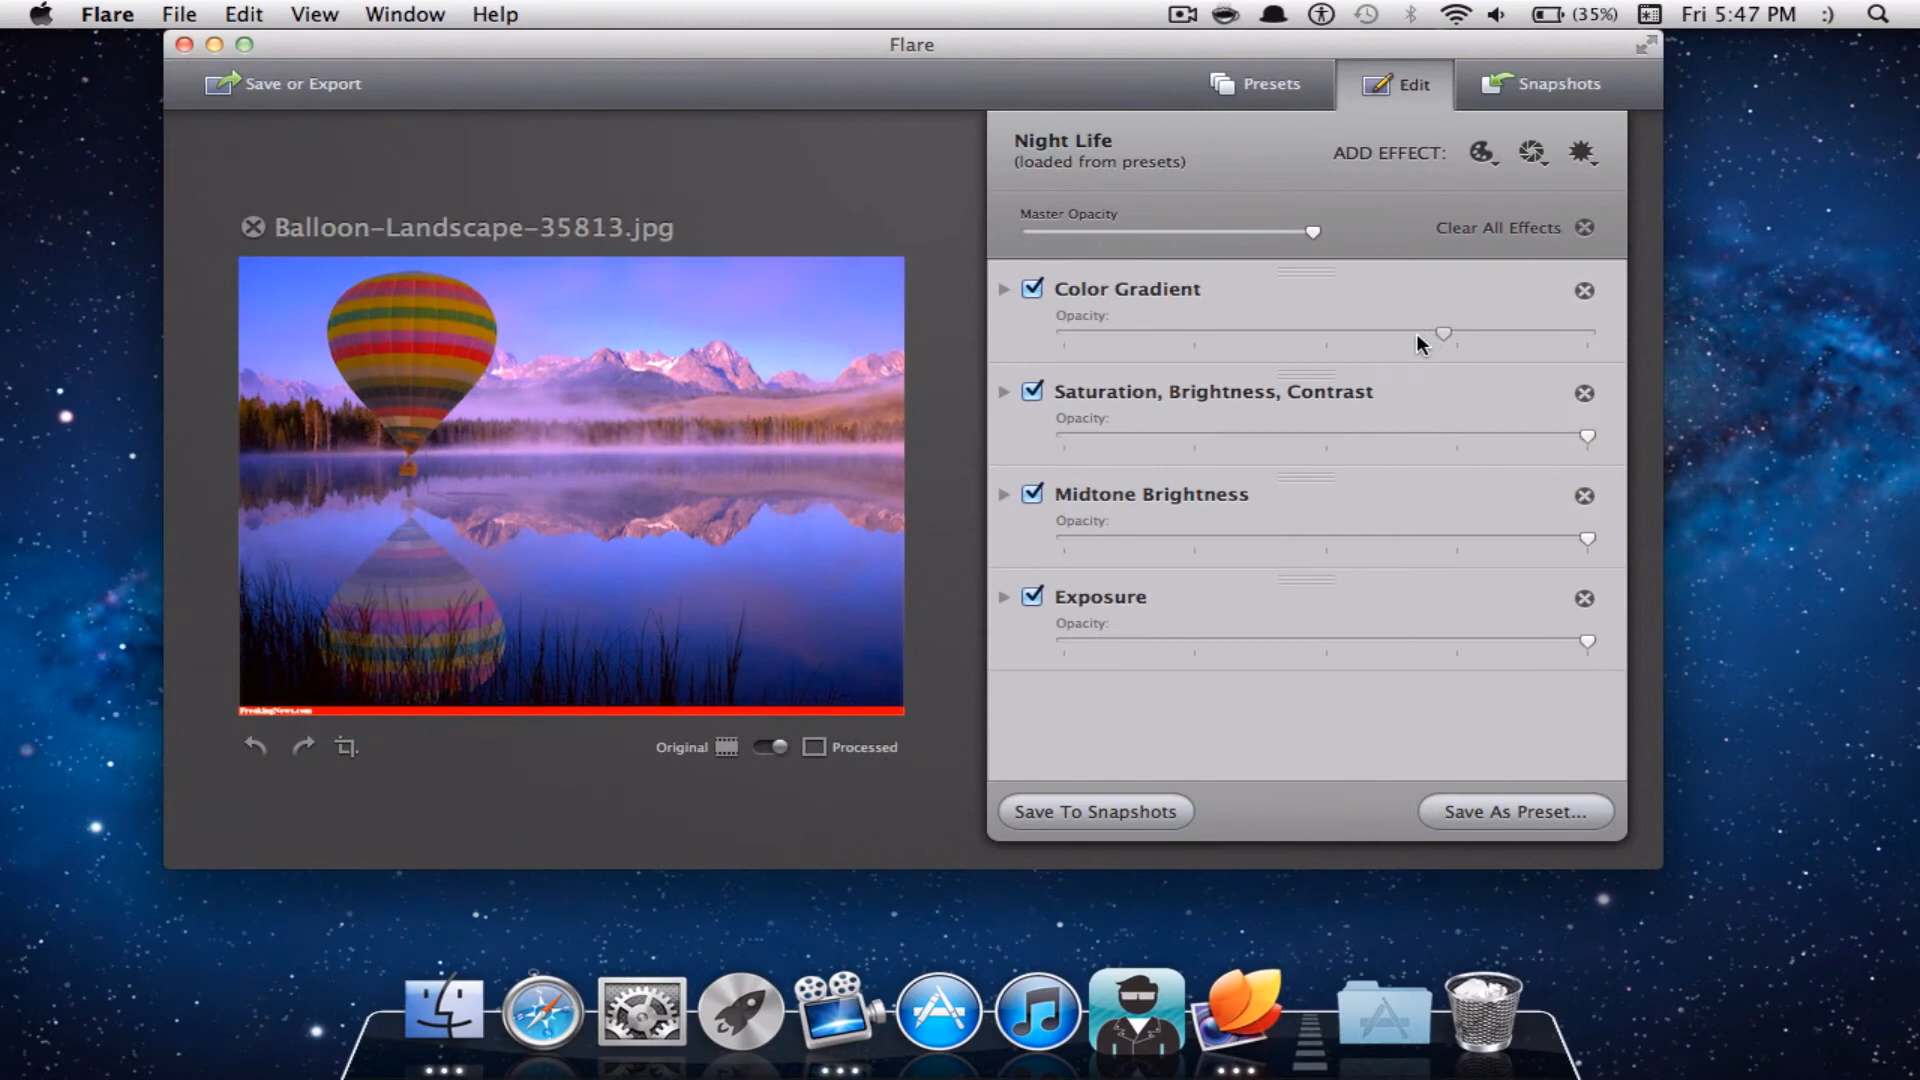 Flare File Edit View Window Help (35%) Fri 5:47 PM :)
Flare
Save or Export Presets Edit Snapshots
Night Life
(loaded from presets)
ADD EFFECT:
Master Opacity
Clear All Effects
Balloon-Landscape-35813.jpg
Color Gradient
Opacity:
Saturation, Brightness, Contrast
Opacity:
Midtone Brightness
Opacity:
Exposure
Opacity:
FreakingNews.com
Original Processed
Save To Snapshots Save As Preset...